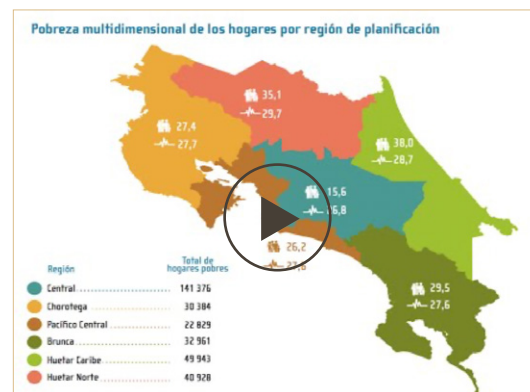 Pobreza multidimensional de los hogares por región de planificación
35,1
29,7
27,4
27,7
38,0
28,7
15,6
26,8
26,2
29,5
27,6
Región Total de hogares pobres
Central 141 376
Chorotega 30 384
Pacífico Central 22 829
Brunca 32 961
Huetar Caribe 49 943
Huetar Norte 40 928